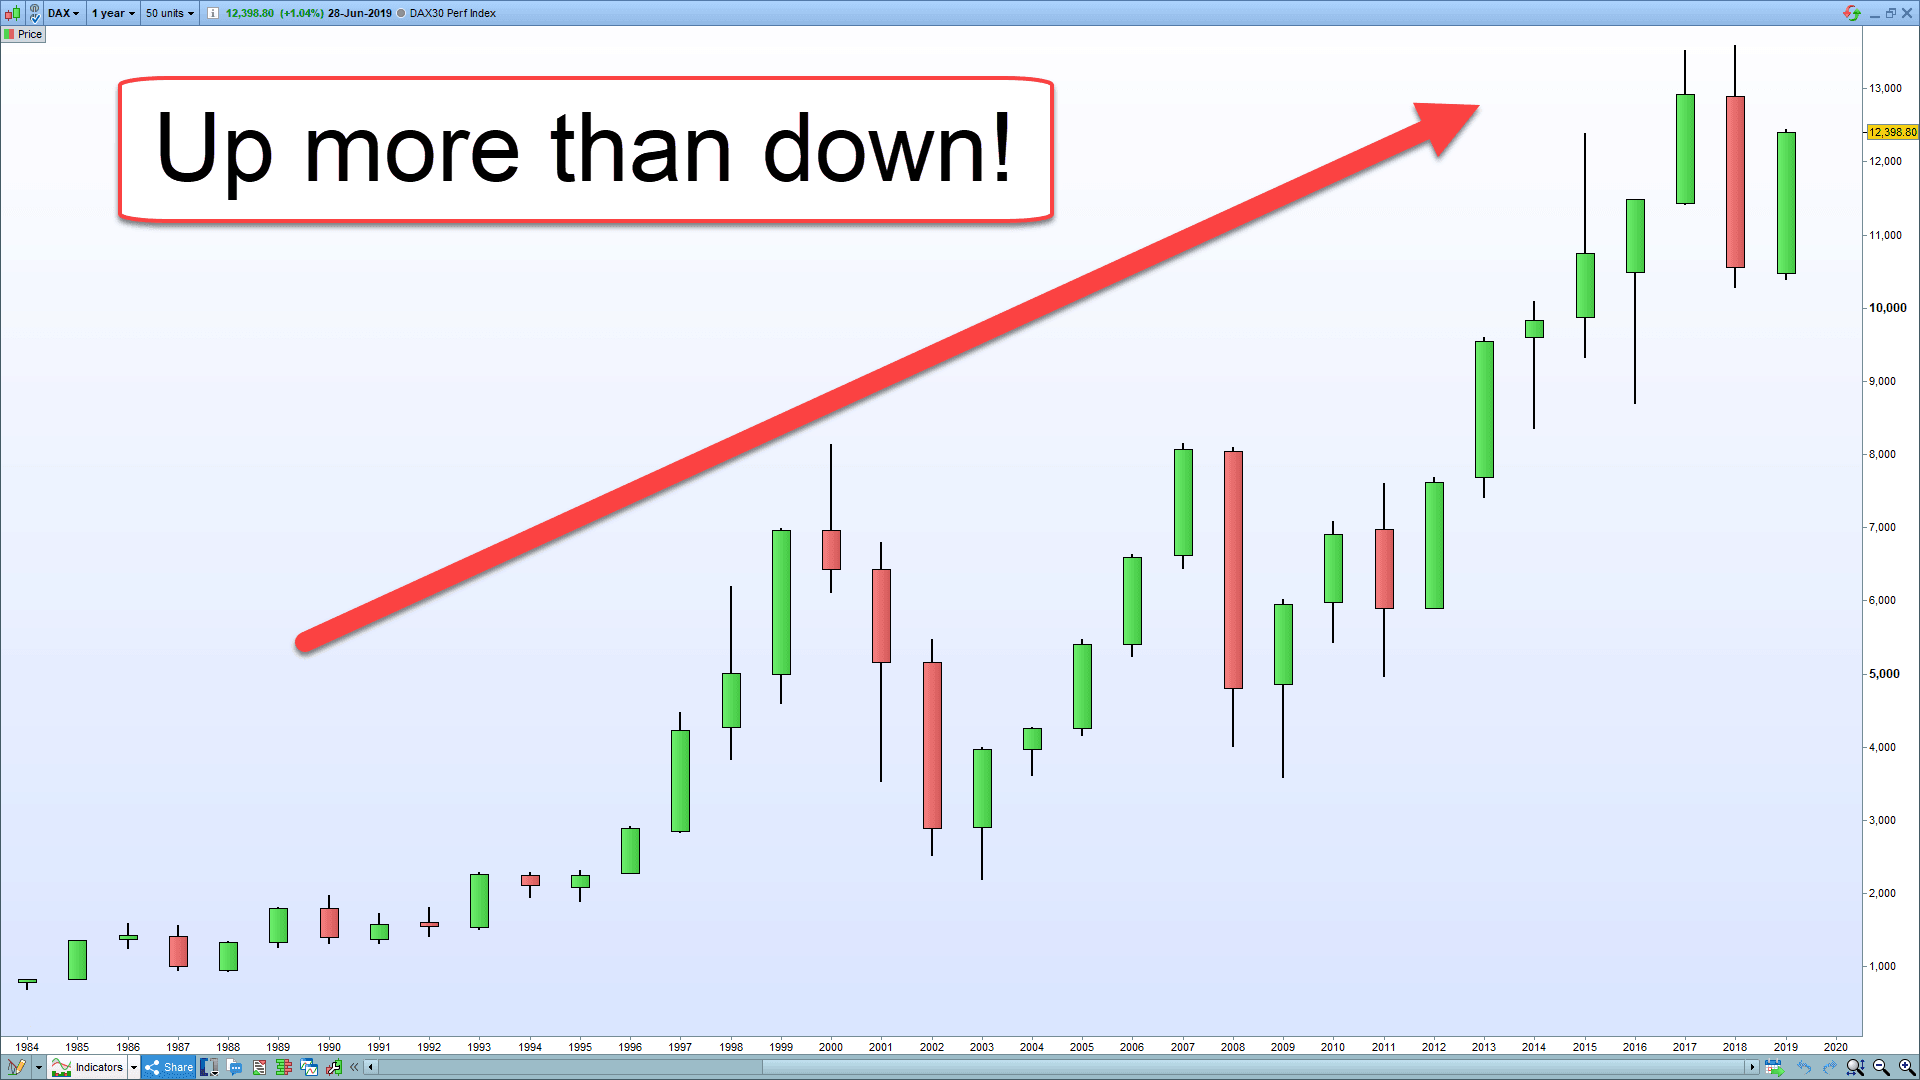 DAX 1 year 50 units 12,398.80 (+1.04%) 28-Jun-2019 DAX30 Perf Index
Price
Up more than down!
13,000
12,398.80
12,000
11,000
10,000
9,000
8,000
7,000
6,000
5,000
4,000
3,000
2,000
1,000
1984 1985 1986 1987 1988 1989 1990 1991 1992 1993 1994 1995 1996 1997 1998 1999 2000 2001 2002 2003 2004 2005 2006 2007 2008 2009 2010 2011 2012 2013 2014 2015 2016 2017 2018 2019 2020
Indicators Share